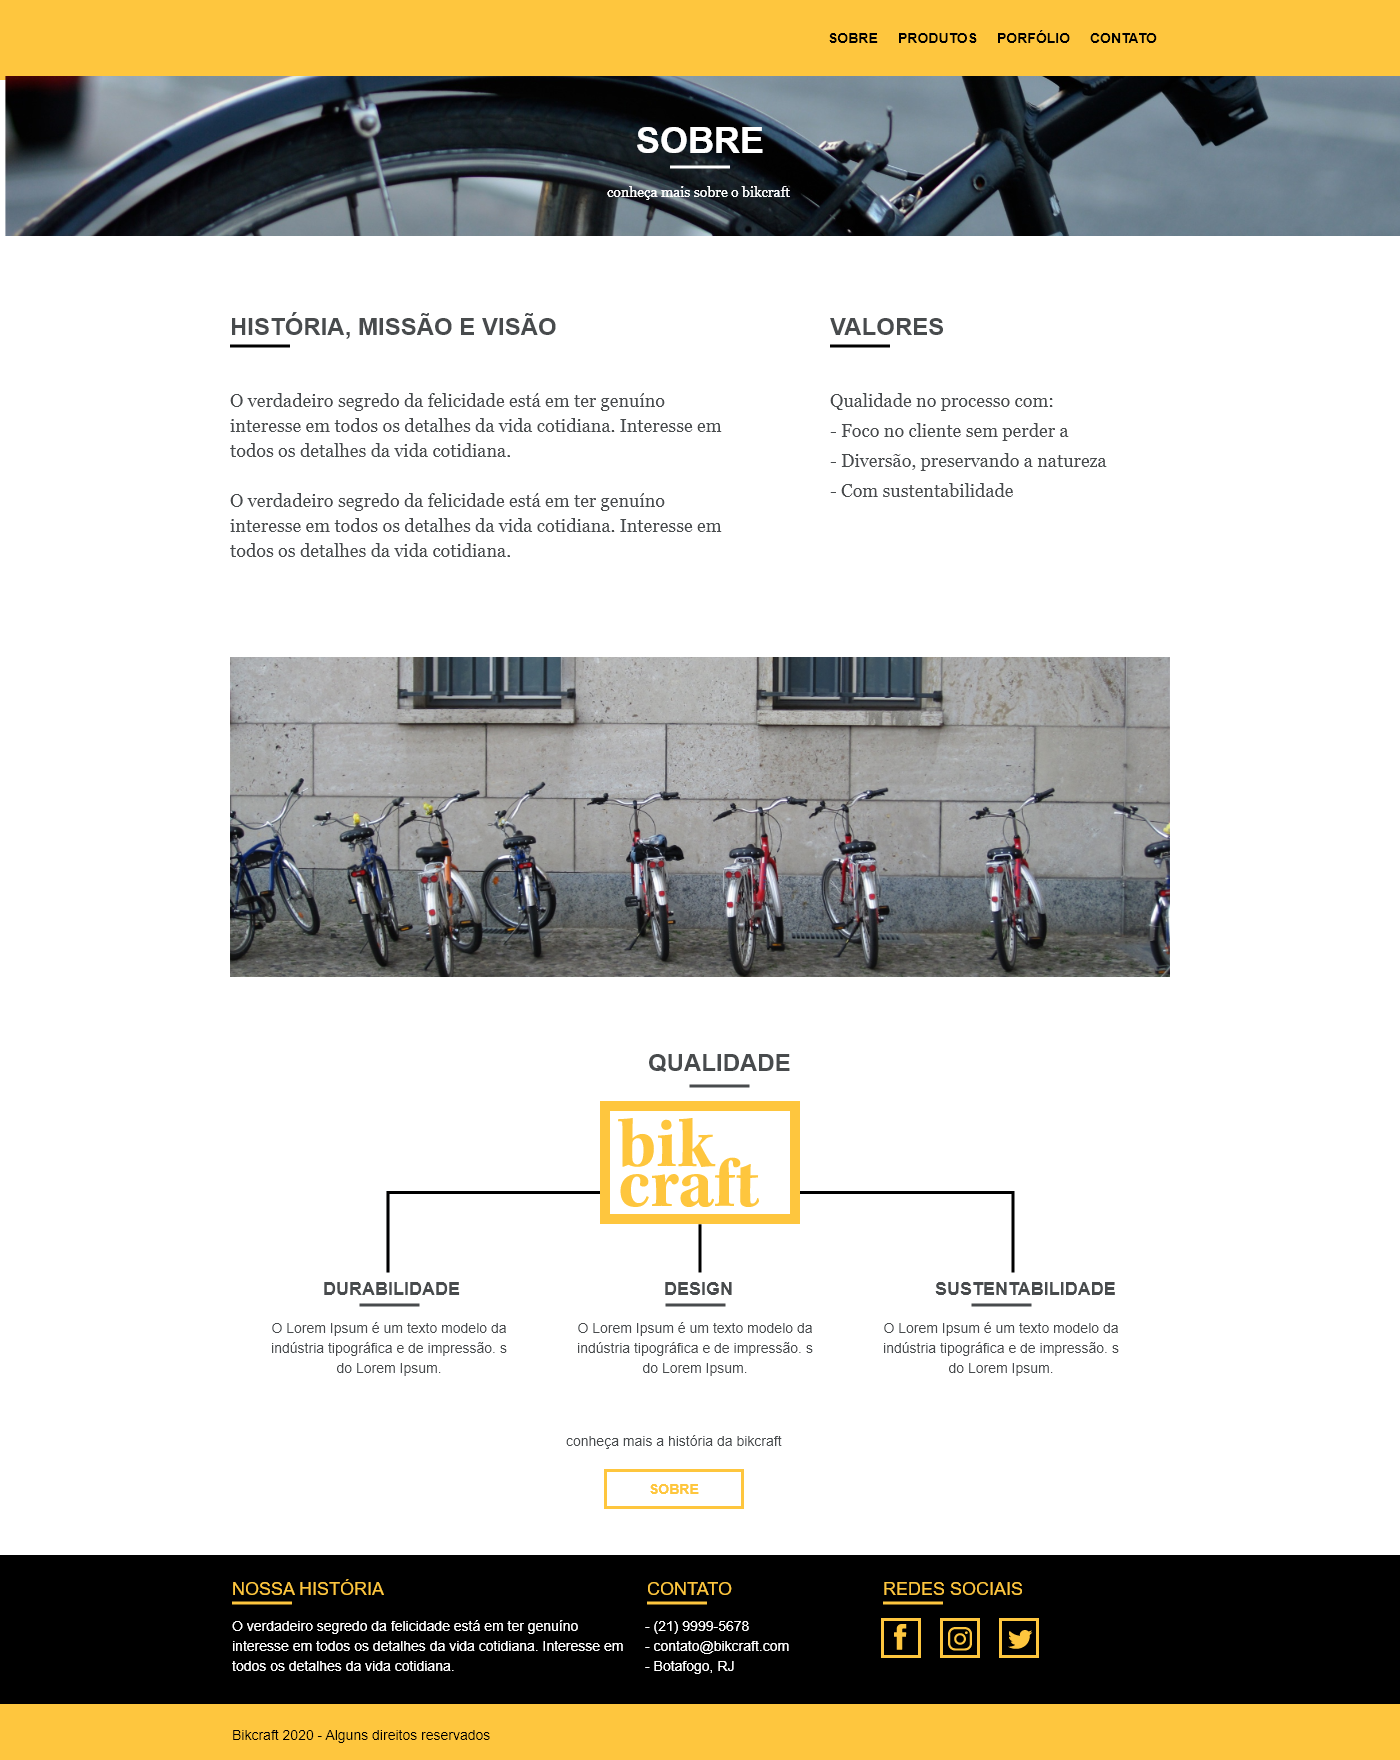 SOBRE PRODUTOS PORFÓLIO CONTATO
SOBRE
conheça mais sobre o bikcraft
HISTÓRIA, MISSÃO E VISÃO
O verdadeiro segredo da felicidade está em ter genuíno
interesse em todos os detalhes da vida cotidiana. Interesse em
todos os detalhes da vida cotidiana.
O verdadeiro segredo da felicidade está em ter genuíno
interesse em todos os detalhes da vida cotidiana. Interesse em
todos os detalhes da vida cotidiana.
VALORES
Qualidade no processo com:
- Foco no cliente sem perder a
- Diversão, preservando a natureza
- Com sustentabilidade
QUALIDADE
bik
craft
DURABILIDADE
O Lorem Ipsum é um texto modelo da
indústria tipográfica e de impressão. s
do Lorem Ipsum.
DESIGN
O Lorem Ipsum é um texto modelo da
indústria tipográfica e de impressão. s
do Lorem Ipsum.
SUSTENTABILIDADE
O Lorem Ipsum é um texto modelo da
indústria tipográfica e de impressão. s
do Lorem Ipsum.
conheça mais a história da bikcraft
SOBRE
NOSSA HISTÓRIA
O verdadeiro segredo da felicidade está em ter genuíno
interesse em todos os detalhes da vida cotidiana. Interesse em
todos os detalhes da vida cotidiana.
CONTATO
- (21) 9999-5678
- contato@bikcraft.com
- Botafogo, RJ
REDES SOCIAIS
Bikcraft 2020 - Alguns direitos reservados